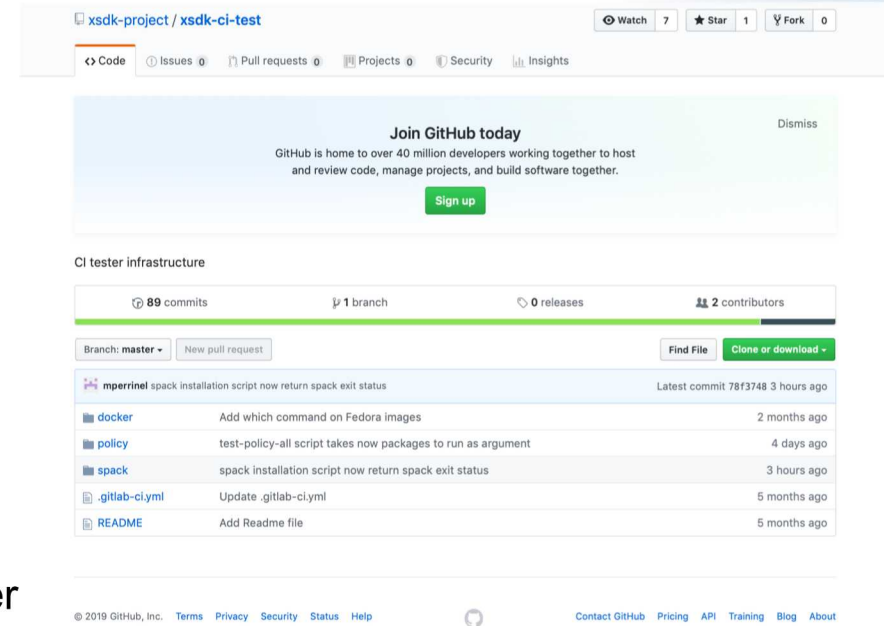 xsdk-project / xsdk-ci-test
Watch 7 Star 1 Fork 0
<> Code Issues 0 Pull requests 0 Projects 0 Security Insights
Join GitHub today
Dismiss
GitHub is home to over 40 million developers working together to host
and review code, manage projects, and build software together.
Sign up
CI tester infrastructure
89 commits 1 branch 0 releases 2 contributors
Branch: master New pull request Find File Clone or download
mperrinel spack installation script now return spack exit status Latest commit 78f3748 3 hours ago
docker Add which command on Fedora images 2 months ago
policy test-policy-all script takes now packages to run as argument 4 days ago
spack spack installation script now return spack exit status 3 hours ago
.gitlab-ci.yml Update .gitlab-ci.yml 5 months ago
README Add Readme file 5 months ago
er
© 2019 GitHub, Inc. Terms Privacy Security Status Help Contact GitHub Pricing API Training Blog About